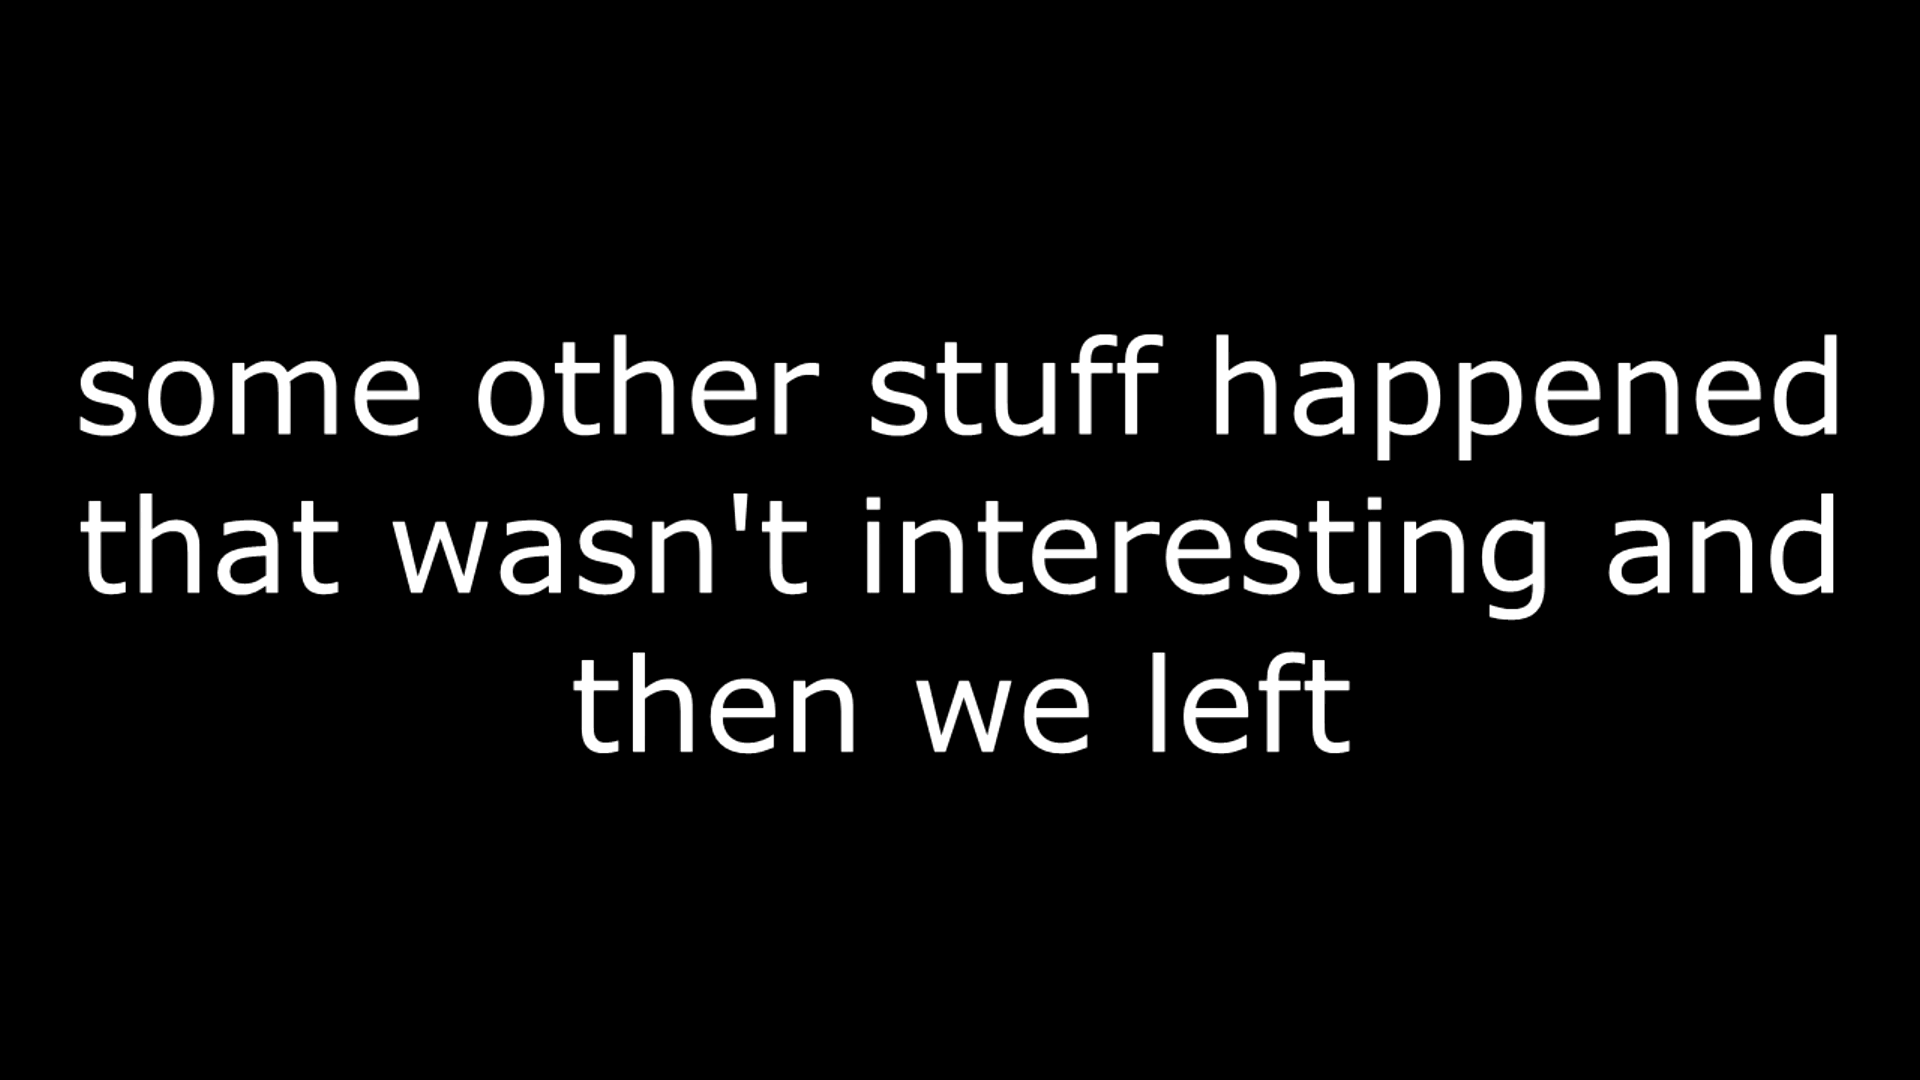 some other stuff happened
that wasn't interesting and
then we left